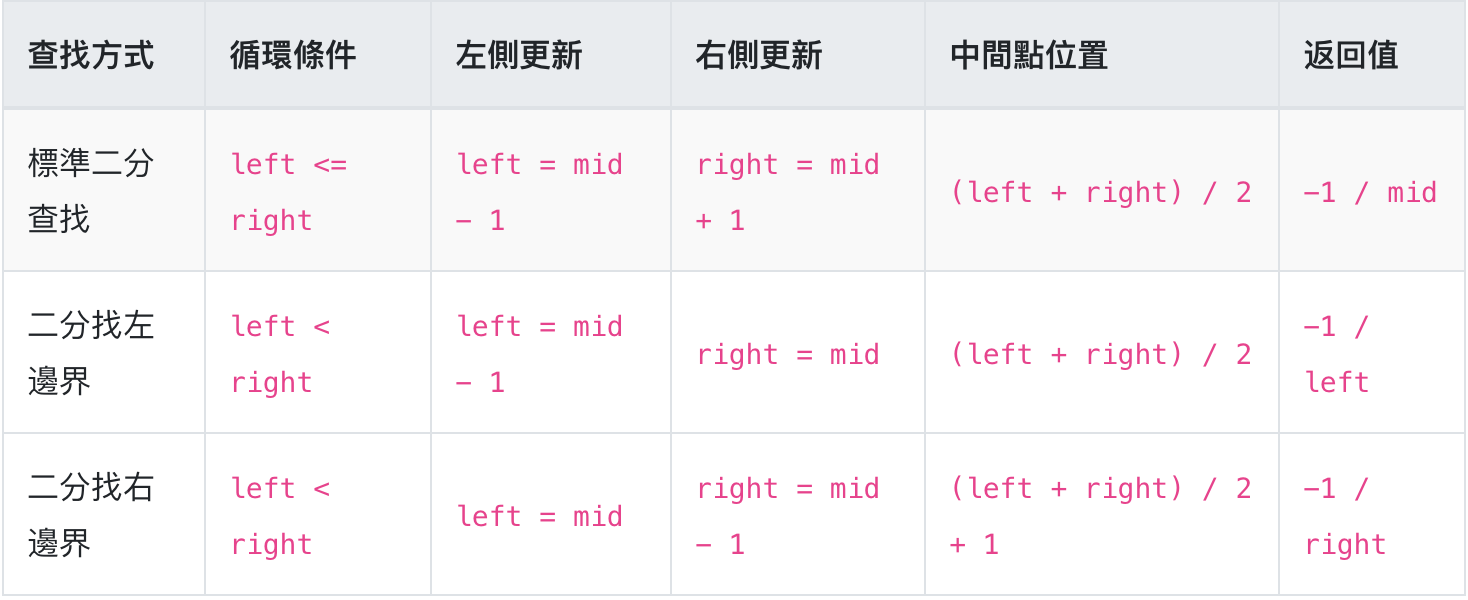 查找方式 循環條件 左側更新 右側更新 中間點位置 返回值
標準二分查找 left <= right left = mid - 1 right = mid + 1 (left + right) / 2 -1 / mid
二分找左邊界 left < right left = mid - 1 right = mid (left + right) / 2 -1 / left
二分找右邊界 left < right left = mid right = mid - 1 (left + right) / 2 + 1 -1 / right